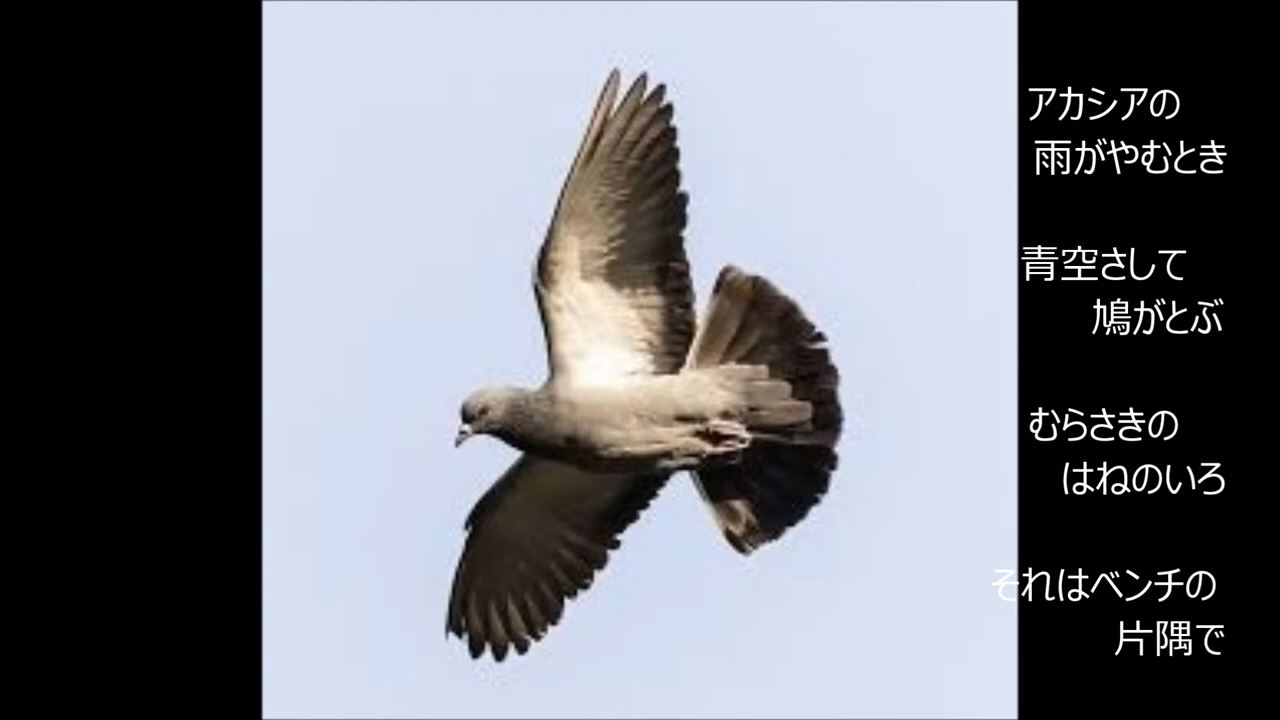 アカシアの
雨がやむとき
青空さして
鳩がとぶ
むらさきの
はねのいろ
それはベンチの
片隅で